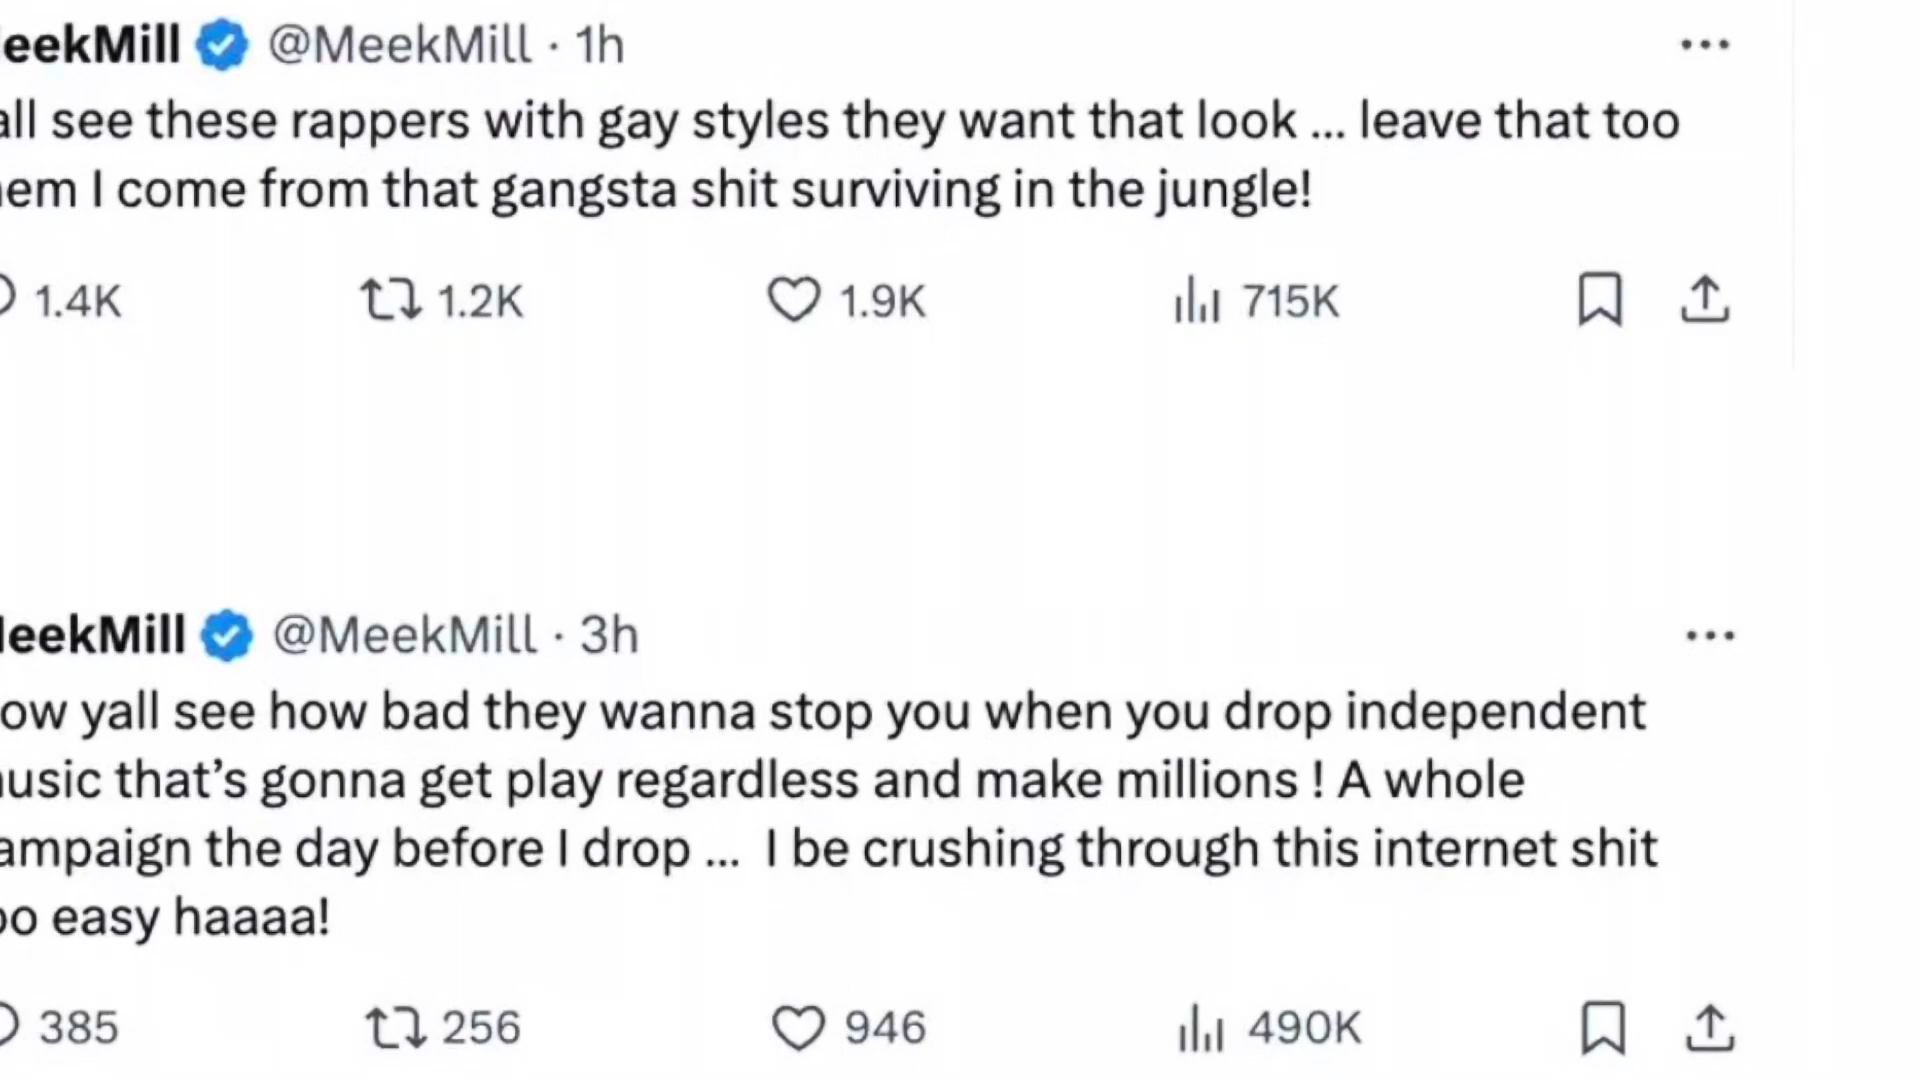 eekMill @MeekMill · 1h
all see these rappers with gay styles they want that look ... leave that too
em I come from that gangsta shit surviving in the jungle!
1.4K 1.2K 1.9K 715K
eekMill @MeekMill · 3h
ow yall see how bad they wanna stop you when you drop independent
usic that’s gonna get play regardless and make millions ! A whole
ampaign the day before I drop ... I be crushing through this internet shit
oo easy haaaa!
385 256 946 490K